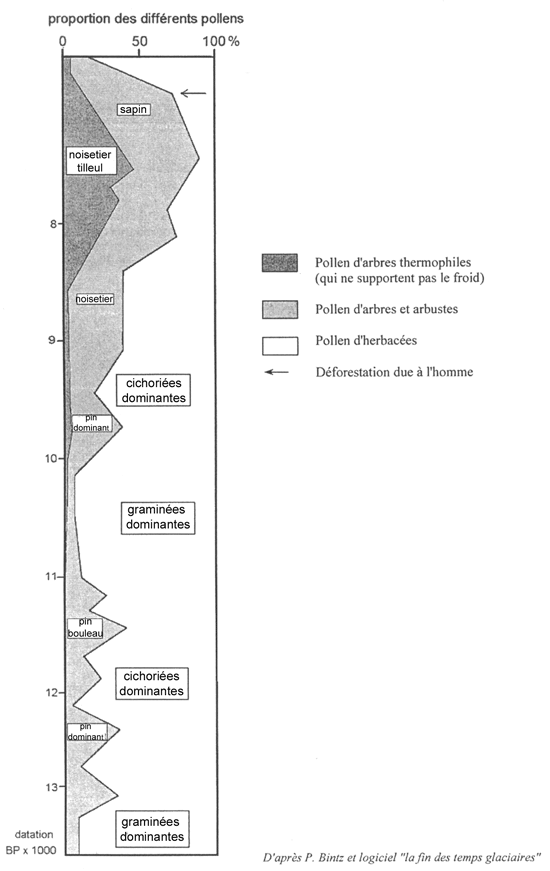 proportion des différents pollens
0 50 100 %
sapin
noisetier
tilleul
8
Pollen d'arbres thermophiles
(qui ne supportent pas le froid)
noisetier
Pollen d'arbres et arbustes
9
Pollen d'herbacées
Déforestation due à l'homme
cichoriées
dominantes
pin
dominant
10
graminées
dominantes
11
pin
bouleau
cichoriées
dominantes
12
pin
dominant
13
graminées
dominantes
datation
BP x 1000
D'après P. Bintz et logiciel "la fin des temps glaciaires"